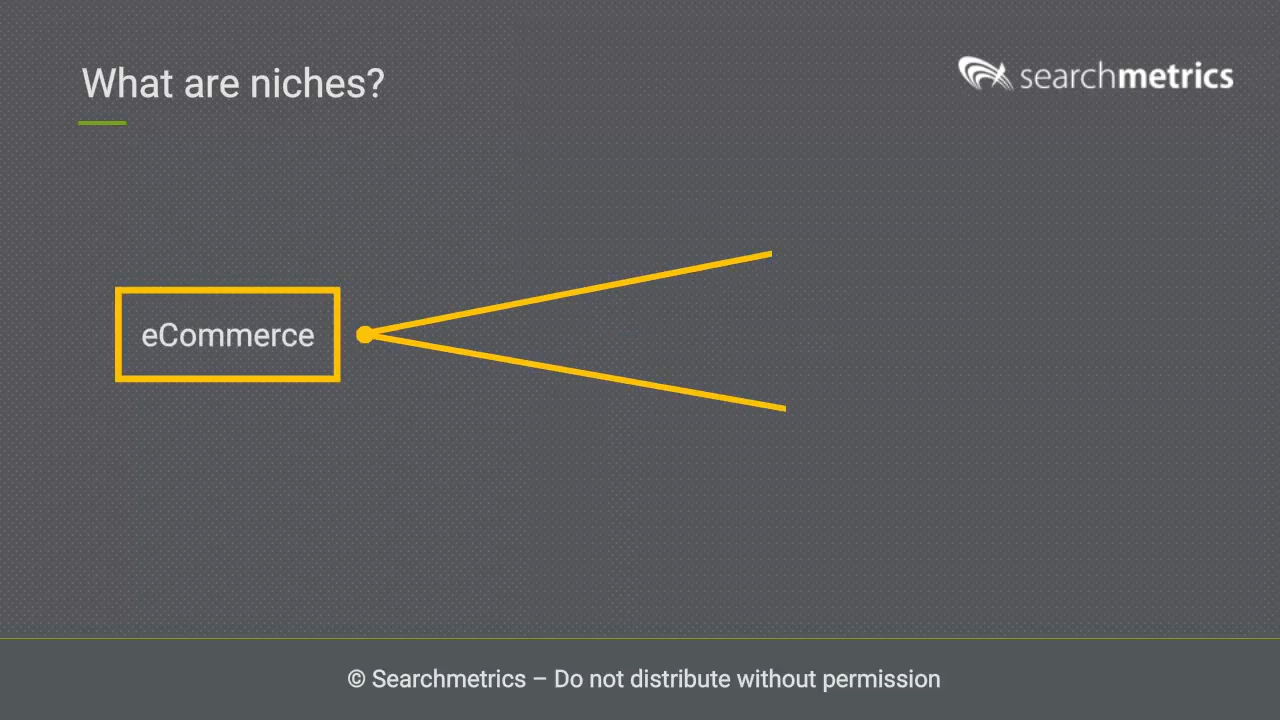 What are niches?
searchmetrics
eCommerce
© Searchmetrics – Do not distribute without permission